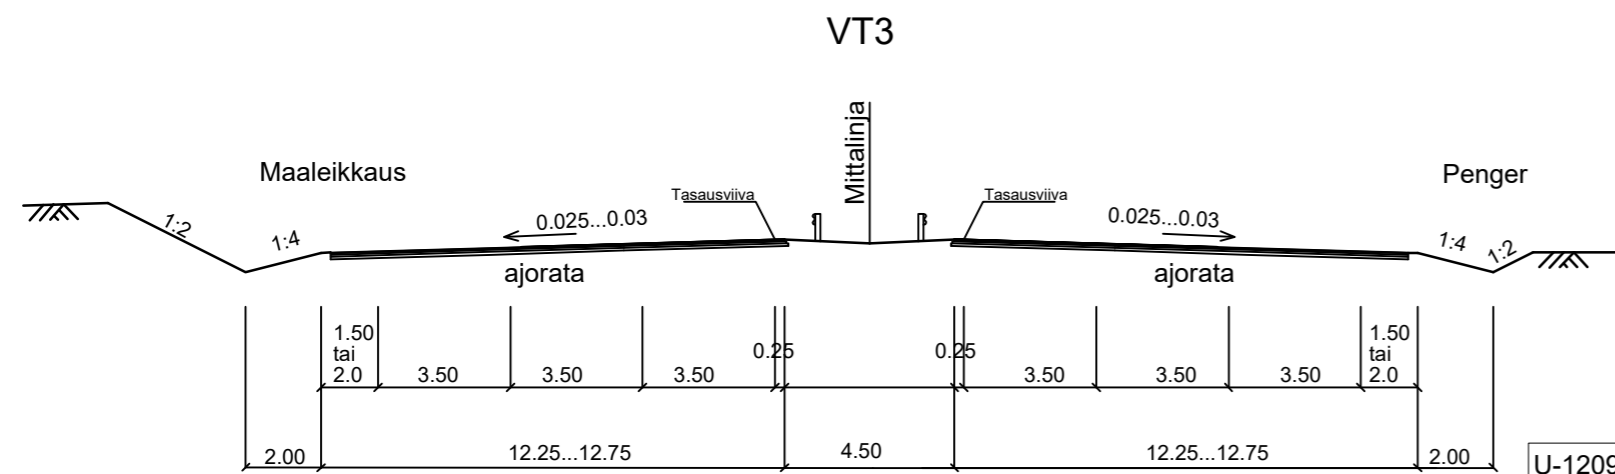 VT3
Mittalinja
Maaleikkaus
Penger
Tasausviiva
Tasausviiva
1:2
1:4
0.025...0.03
0.025...0.03
1:4
1:2
ajorata
ajorata
1.50
tai
2.0
3.50
3.50
3.50
0.25
0.25
3.50
3.50
3.50
1.50
tai
2.0
2.00
12.25...12.75
4.50
12.25...12.75
2.00
U-1209